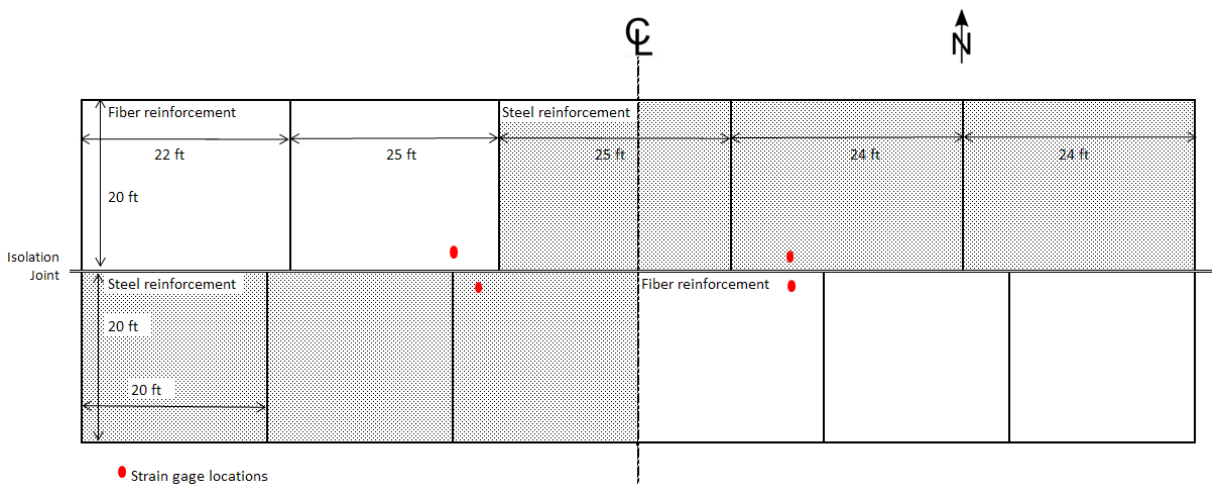 ℄
N
Fiber reinforcement
Steel reinforcement
22 ft
25 ft
25 ft
24 ft
24 ft
20 ft
Isolation
Joint
Steel reinforcement
Fiber reinforcement
20 ft
20 ft
Strain gage locations